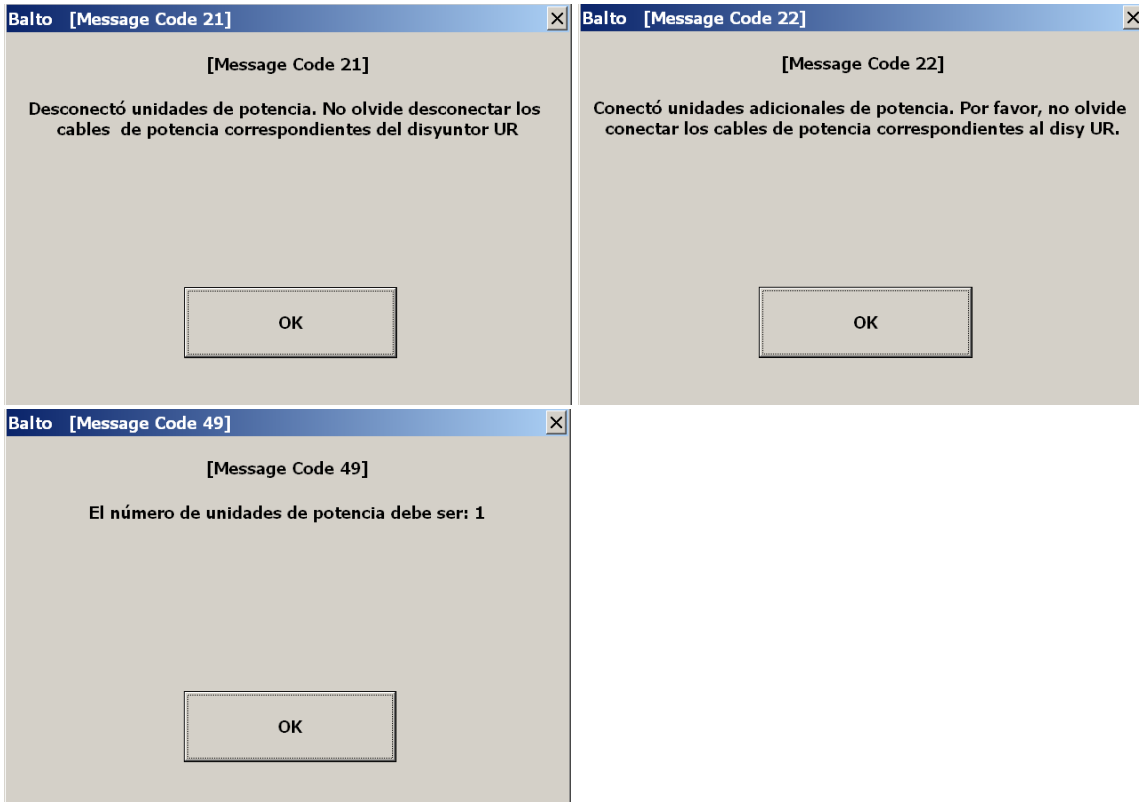 Balto [Message Code 21]
[Message Code 21]
Desconectó unidades de potencia. No olvide desconectar los
cables de potencia correspondientes del disyuntor UR
OK
Balto [Message Code 22]
[Message Code 22]
Conectó unidades adicionales de potencia. Por favor, no olvide
conectar los cables de potencia correspondientes al disy UR.
OK
Balto [Message Code 49]
[Message Code 49]
El número de unidades de potencia debe ser: 1
OK